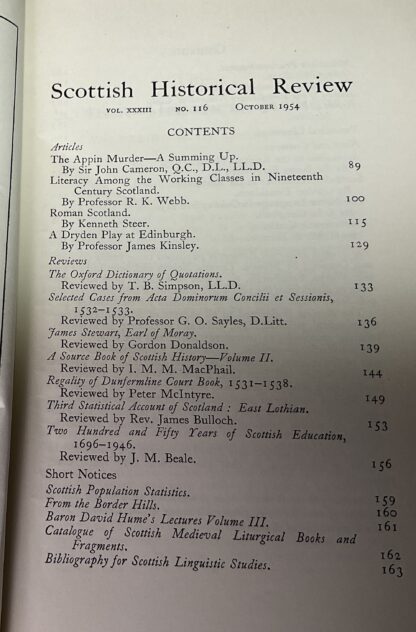 Scottish Historical Review
VOL. XXXIII NO. 116 OCTOBER 1954
CONTENTS
Articles
The Appin Murder—A Summing Up.
By Sir John Cameron, Q.C., D.L., LL.D. 89
Literacy Among the Working Classes in Nineteenth
Century Scotland.
By Professor R. K. Webb. 100
Roman Scotland.
By Kenneth Steer. 115
A Dryden Play at Edinburgh.
By Professor James Kinsley. 129
Reviews
The Oxford Dictionary of Quotations.
Reviewed by T. B. Simpson, LL.D. 133
Selected Cases from Acta Dominorum Concilii et Sessionis,
1532–1533.
Reviewed by Professor G. O. Sayles, D.Litt. 136
James Stewart, Earl of Moray.
Reviewed by Gordon Donaldson. 139
A Source Book of Scottish History—Volume II.
Reviewed by I. M. M. MacPhail. 144
Regality of Dunfermline Court Book, 1531–1538.
Reviewed by Peter McIntyre. 149
Third Statistical Account of Scotland : East Lothian.
Reviewed by Rev. James Bulloch. 153
Two Hundred and Fifty Years of Scottish Education,
1696–1946.
Reviewed by J. M. Beale. 156
Short Notices
Scottish Population Statistics. 159
From the Border Hills. 160
Baron David Hume's Lectures Volume III. 161
Catalogue of Scottish Medieval Liturgical Books and
Fragments. 162
Bibliography for Scottish Linguistic Studies. 163